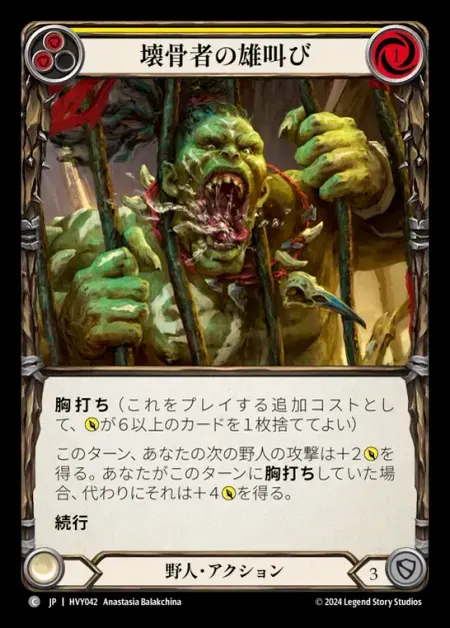 壊骨者の雄叫び
1
胸打ち（これをプレイする追加コストとし
て、が６以上のカードを１枚捨ててよい）
このターン、あなたの次の野人の攻撃は＋２を
得る。あなたがこのターンに胸打ちしていた場
合、代わりにそれは＋４を得る。
続行
野人・アクション
3
C JP | HVY042 Anastasia Balakchina
© 2024 Legend Story Studios